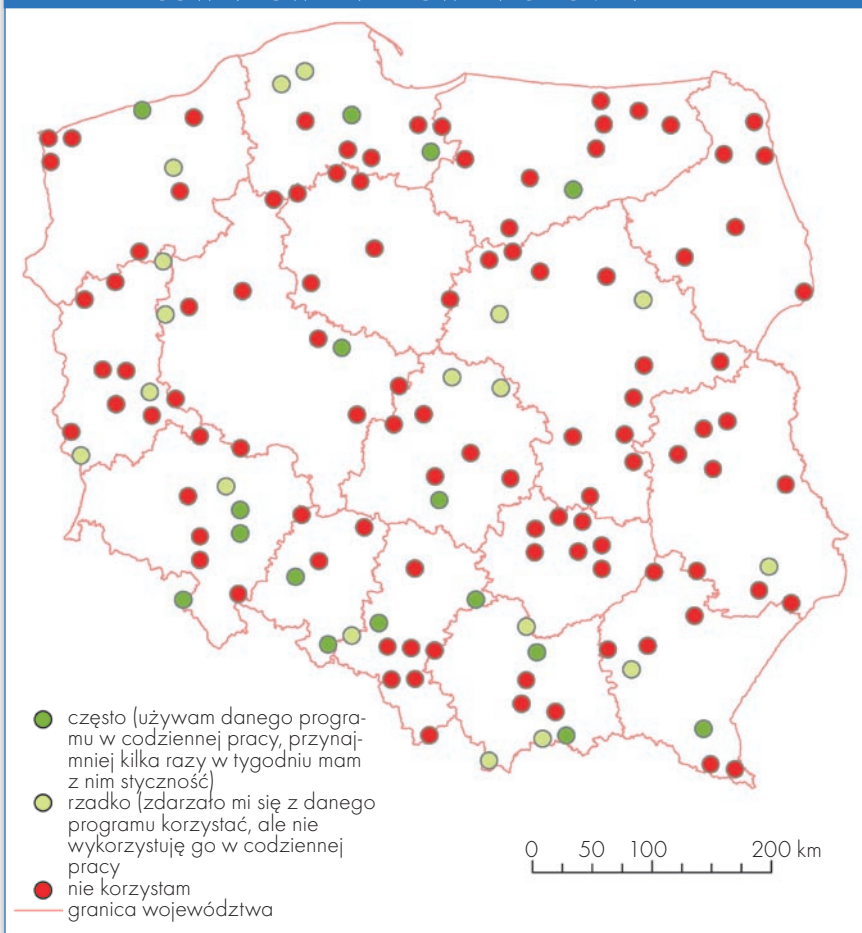 często (używam danego progra-
mu w codziennej pracy, przynaj-
mniej kilka razy w tygodniu mam
z nim styczność)
rzadko (zdarzało mi się z danego
programu korzystać, ale nie
wykorzystuję go w codziennej
pracy
nie korzystam
granica województwa
0 50 100 200 km